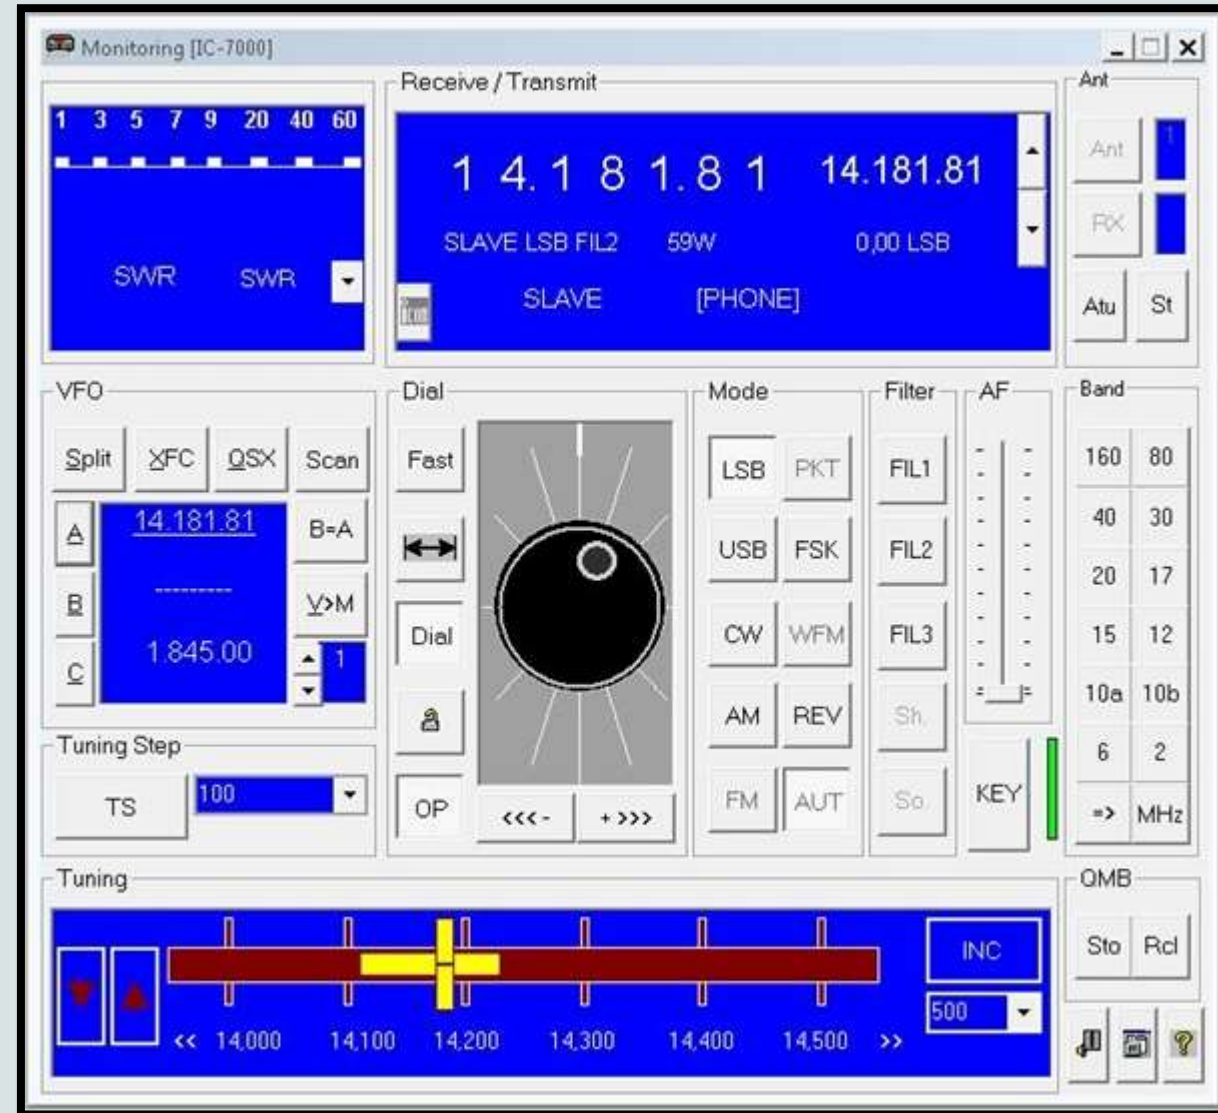 Monitoring [IC-7000]
1 3 5 7 9 20 40 60
SWR SWR
Receive / Transmit
1 4. 1 8 1. 8 1 14.181.81
SLAVE LSB FIL2 59W 0,00 LSB
SLAVE [PHONE]
Icom
Ant
Ant 1
RX
Atu St
VFO
Split XFC QSX Scan
A 14.181.81 B=A
B --------- V>M
C 1.845.00 1
Tuning Step
TS 100
Dial
Fast
Dial
OP
<<< - + >>>
Mode
LSB PKT
USB FSK
CW WFM
AM REV
FM AUT
Filter
FIL1
FIL2
FIL3
Sh.
So.
AF
KEY
Band
160 80
40 30
20 17
15 12
10a 10b
6 2
=> MHz
Tuning
INC
500
<< 14,000 14,100 14,200 14,300 14,400 14,500 >>
QMB
Sto Rcl
?